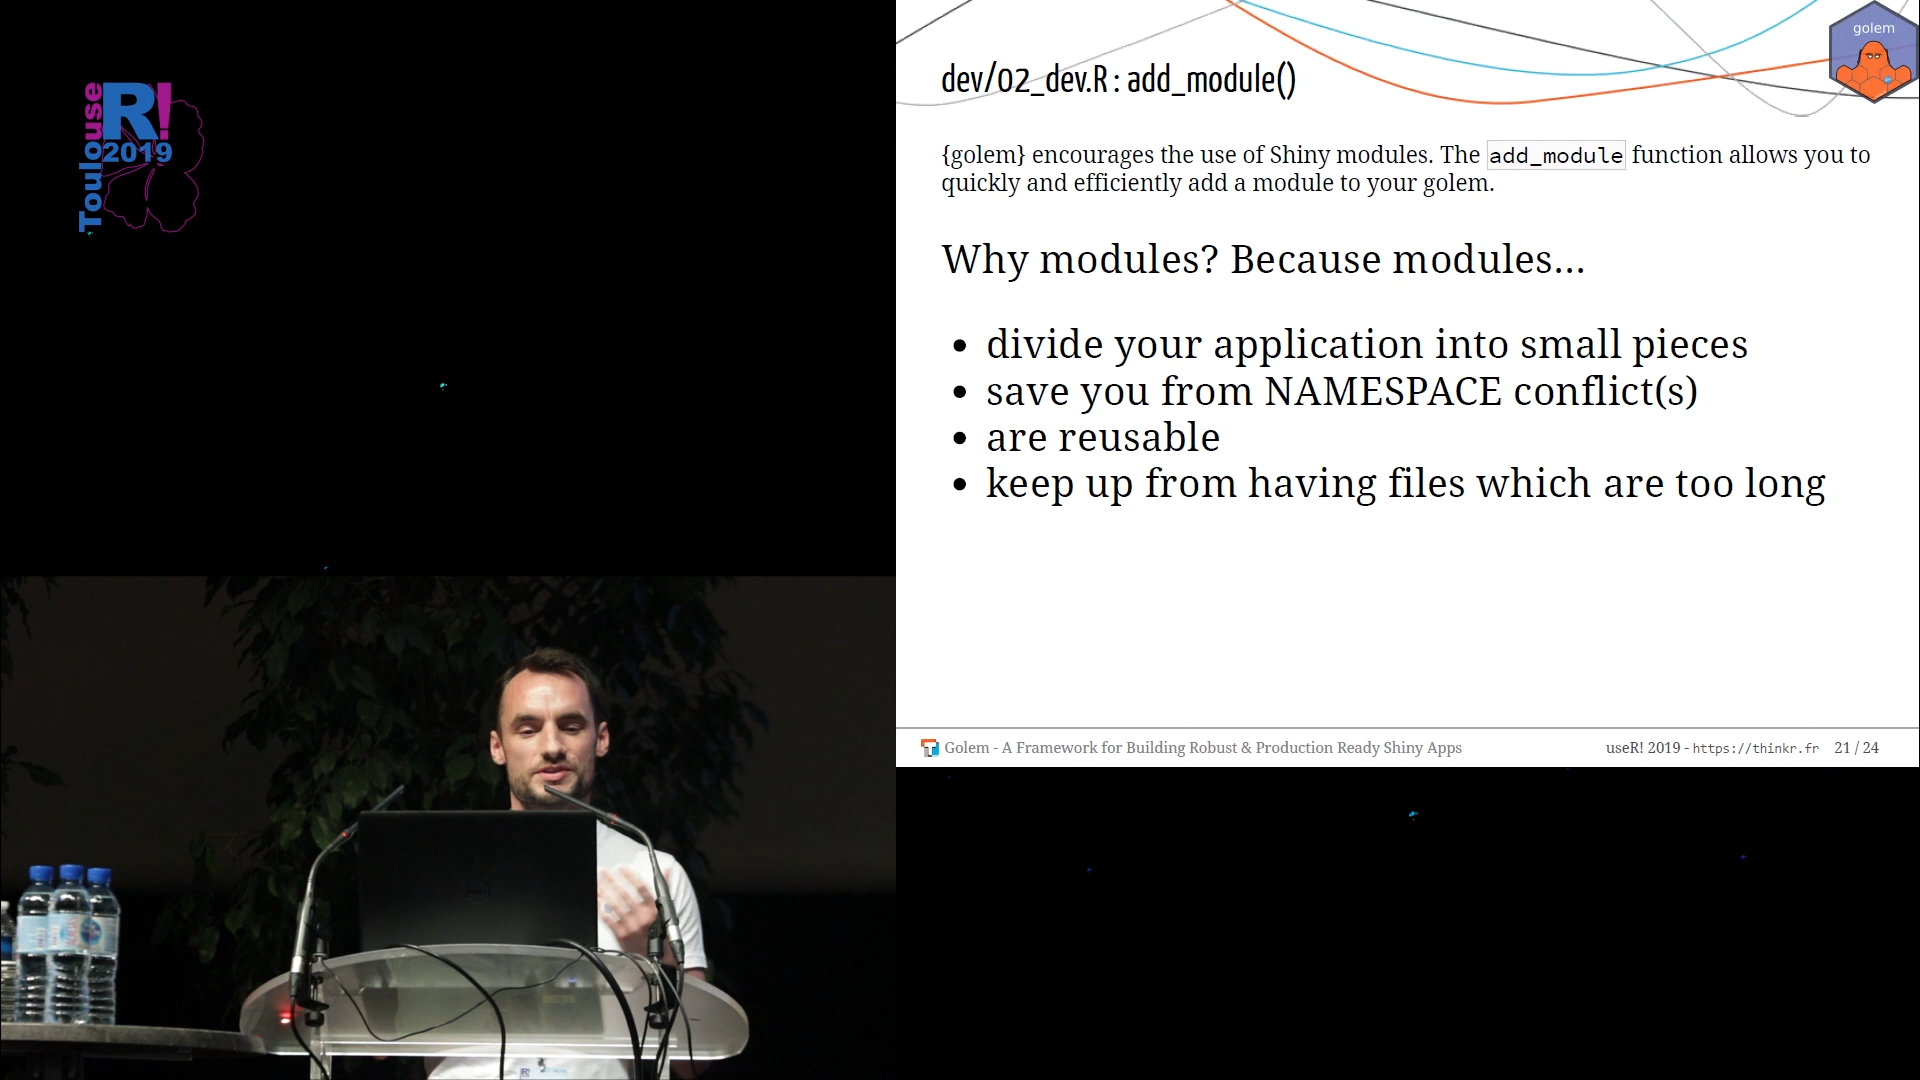 Toulouse
R!
2019
golem
dev/02_dev.R : add_module()
{golem} encourages the use of Shiny modules. The add_module function allows you to
quickly and efficiently add a module to your golem.
Why modules? Because modules...
• divide your application into small pieces
• save you from NAMESPACE conflict(s)
• are reusable
• keep up from having files which are too long
Golem - A Framework for Building Robust & Production Ready Shiny Apps
useR! 2019 - https://thinkr.fr 21 / 24